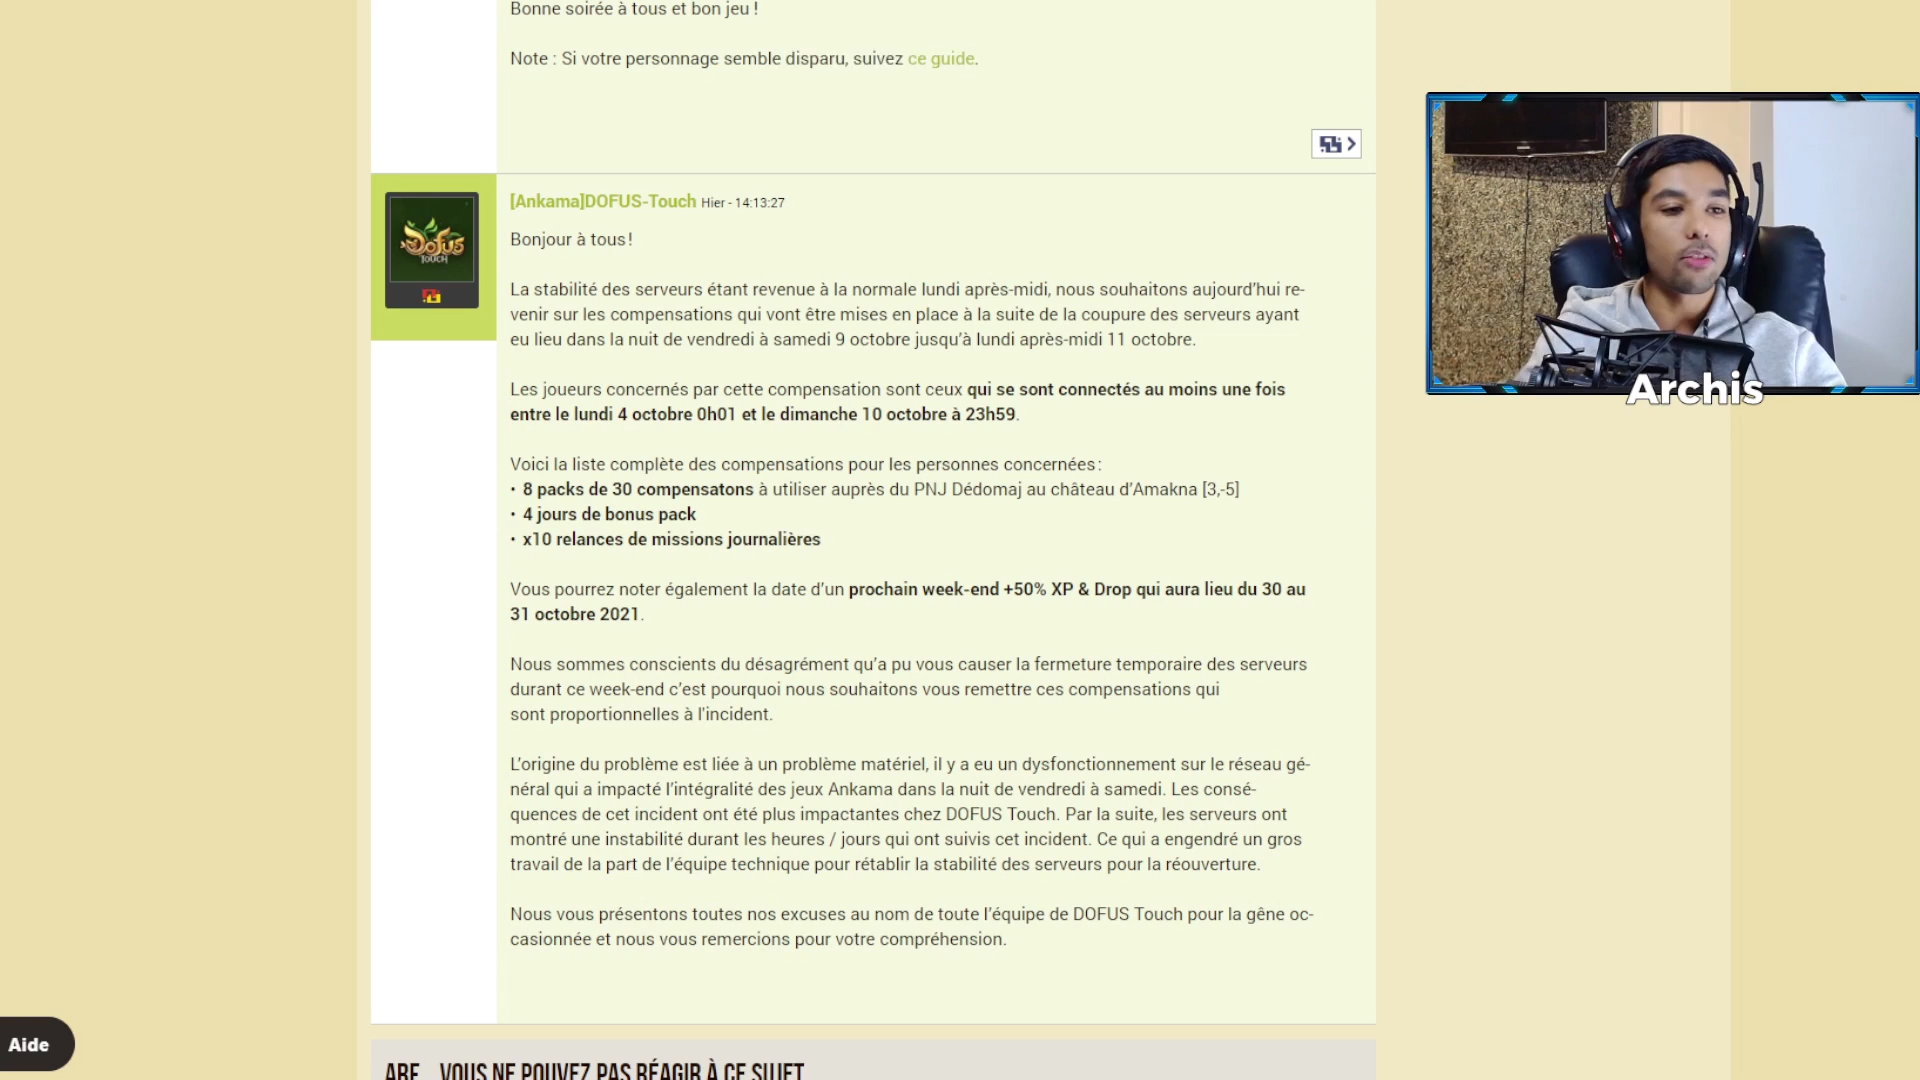 Bonne soirée à tous et bon jeu !
Note : Si votre personnage semble disparu, suivez ce guide.
[Ankama]DOFUS-Touch Hier - 14:13:27
DOFUS
TOUCH
Bonjour à tous !
La stabilité des serveurs étant revenue à la normale lundi après-midi, nous souhaitons aujourd’hui re-
venir sur les compensations qui vont être mises en place à la suite de la coupure des serveurs ayant
eu lieu dans la nuit de vendredi à samedi 9 octobre jusqu’à lundi après-midi 11 octobre.
Les joueurs concernés par cette compensation sont ceux qui se sont connectés au moins une fois
entre le lundi 4 octobre 0h01 et le dimanche 10 octobre à 23h59.
Archis
Voici la liste complète des compensations pour les personnes concernées :
• 8 packs de 30 compensatons à utiliser auprès du PNJ Dédomaj au château d’Amakna [3,-5]
• 4 jours de bonus pack
• x10 relances de missions journalières
Vous pourrez noter également la date d’un prochain week-end +50% XP & Drop qui aura lieu du 30 au
31 octobre 2021.
Nous sommes conscients du désagrément qu’a pu vous causer la fermeture temporaire des serveurs
durant ce week-end c’est pourquoi nous souhaitons vous remettre ces compensations qui
sont proportionnelles à l’incident.
L’origine du problème est liée à un problème matériel, il y a eu un dysfonctionnement sur le réseau gé-
néral qui a impacté l’intégralité des jeux Ankama dans la nuit de vendredi à samedi. Les consé-
quences de cet incident ont été plus impactantes chez DOFUS Touch. Par la suite, les serveurs ont
montré une instabilité durant les heures / jours qui ont suivis cet incident. Ce qui a engendré un gros
travail de la part de l’équipe technique pour rétablir la stabilité des serveurs pour la réouverture.
Nous vous présentons toutes nos excuses au nom de toute l’équipe de DOFUS Touch pour la gêne oc-
casionnée et nous vous remercions pour votre compréhension.
Aide
ARF... VOUS NE POUVEZ PAS RÉAGIR À CE SUJET